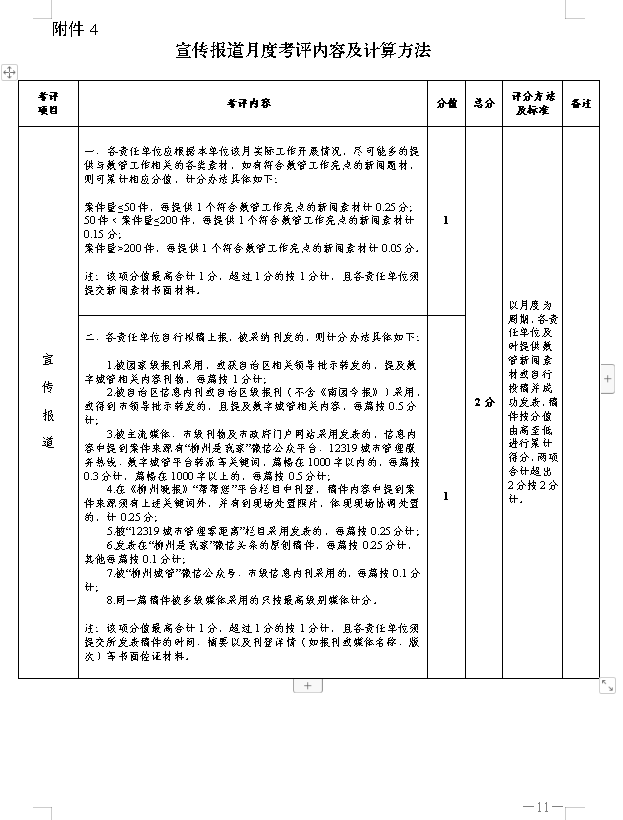 附件 4
宣传报道月度考评内容及计算方法
考评
项目
考评内容
分值
总分
评分方法
及标准
备注
宣
传
报
道
一、各责任单位应根据本单位该月实际工作开展情况，尽可能多的提
供与数管工作相关的各类素材，如有符合数管工作亮点的新闻题材，
则可累计相应分值，计分办法具体如下：
案件量≤50件，每提供1个符合数管工作亮点的新闻素材计0.25分；
50件＜案件量≤200件，每提供1个符合数管工作亮点的新闻素材计
0.15分；
案件量>200件，每提供1个符合数管工作亮点的新闻素材计0.05分。
注：该项分值最高合计1分，超过1分的按1分计，且各责任单位须
提交新闻素材书面材料。
1
二、各责任单位自行拟稿上报，被采纳刊发的，则计分办法具体如下：
1.被国家级报刊采用，或获自治区相关领导批示转发的，提及数
字城管相关内容刊物，每篇按1分计；
2.被自治区信息内刊或自治区级报刊（不含《南国今报》）采用，
或得到市领导批示转发的，且提及数字城管相关内容，每篇按0.5分
计；
3.被主流媒体、市级刊物及市政府门户网站采用发表的，信息内
容中提到案件来源有“柳州是我家”微信公众平台、12319城市管理服
务热线、数字城管平台转派等关键词，篇幅在1000字以内的，每篇按
0.3分计，篇幅在1000字以上的，每篇按0.5分计；
4.在《柳州晚报》“帮帮您”平台栏目中刊登，稿件内容中提到案
件来源须有上述关键词外，并有到现场处置照片，体现现场协调处置
的，计0.25分；
5.被“12319城市管理零距离”栏目采用发表的，每篇按0.25分计；
6.发表在“柳州是我家”微信头条的原创稿件，每篇按0.25分计，
其他每篇按0.1分计；
7.被“柳州城管”微信公众号、市级信息内刊采用的，每篇按0.1分
计；
8.同一篇稿件被多级媒体采用的只按最高级别媒体计分。
注：该项分值最高合计1分，超过1分的按1分计，且各责任单位须
提交所发表稿件的时间、摘要以及刊登详情（如报刊或媒体名称、版
次）等书面佐证材料。
1
2分
以月度为
周期，各责
任单位及
时提供数
管新闻素
材或自行
投稿并成
功发表，稿
件按分值
由高至低
进行累计
得分，两项
合计超出
2分按2分
计。
—11—